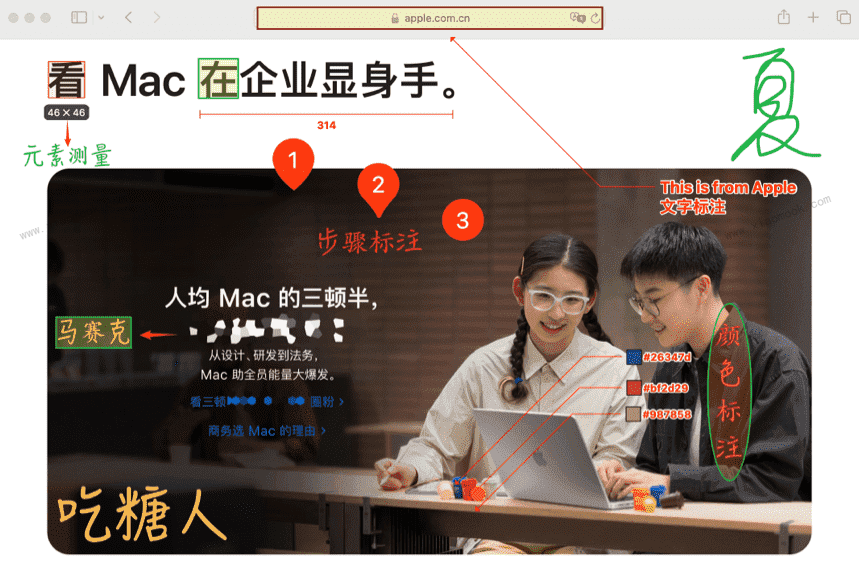 apple.com.cn
看 Mac 在企业显身手。
46 × 46
314
元素测量
夏
1
2
3
步骤标注
This is from Apple
文字标注
www.
com
人均 Mac 的三顿半，
马赛克
从设计、研发到法务，
Mac 助全员能量大爆发。
看三顿
圈粉 >
商务选 Mac 的理由 >
#26347d
#bf2d29
#987858
颜色标注
吃糖人